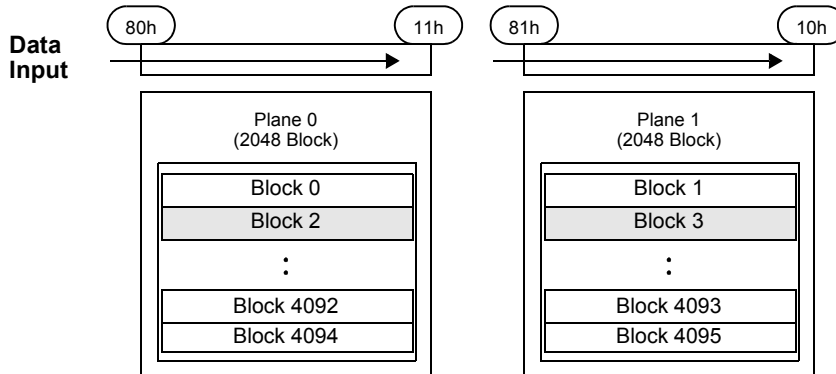 80h 11h 81h 10h
Data
Input
Plane 0 Plane 1
(2048 Block) (2048 Block)
Block 0 Block 1
Block 2 Block 3
: :
Block 4092 Block 4093
Block 4094 Block 4095